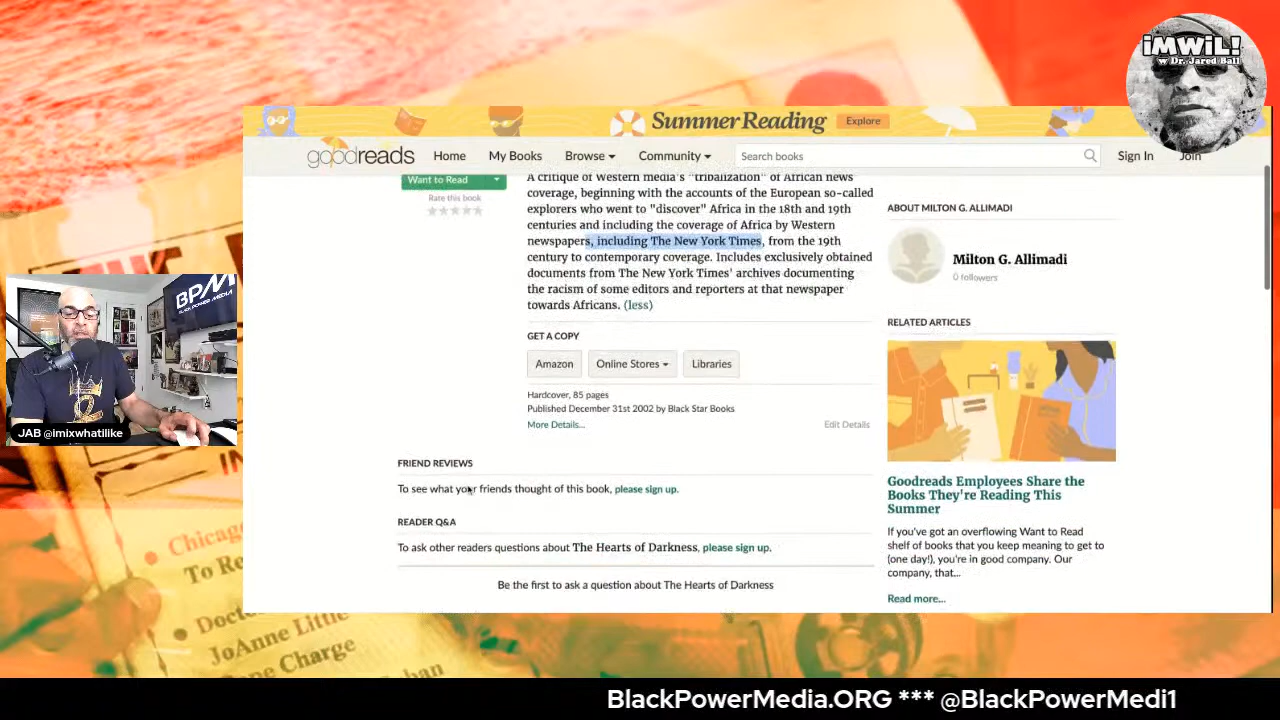 iMWiL!
w Dr. Jared Ball
Summer Reading
Explore
goodreads
Home
My Books
Browse
Community
Search books
Sign In
Join
Want to Read
Rate this book
A critique of Western media's "tribalization" of African news
coverage, beginning with the accounts of the European so-called
explorers who went to "discover" Africa in the 18th and 19th
centuries and including the coverage of Africa by Western
newspapers, including The New York Times, from the 19th
century to contemporary coverage. Includes exclusively obtained
documents from The New York Times' archives documenting
the racism of some editors and reporters at that newspaper
towards Africans. (less)
GET A COPY
Amazon
Online Stores
Libraries
Hardcover, 85 pages
Published December 31st 2002 by Black Star Books
More Details...
Edit Details
FRIEND REVIEWS
To see what your friends thought of this book, please sign up.
READER Q&A
To ask other readers questions about The Hearts of Darkness, please sign up.
Be the first to ask a question about The Hearts of Darkness
ABOUT MILTON G. ALLIMADI
Milton G. Allimadi
0 followers
RELATED ARTICLES
Goodreads Employees Share the
Books They're Reading This
Summer
If you've got an overflowing Want to Read
shelf of books that you keep meaning to get to
(one day!), you're in good company. Our
company, that...
Read more...
BPM
BLACK POWER MEDIA
2
JAB @imixwhatilike
Chicago
To Re
Doct
JoAnne Little
Charge
BlackPowerMedia.ORG *** @BlackPowerMedi1